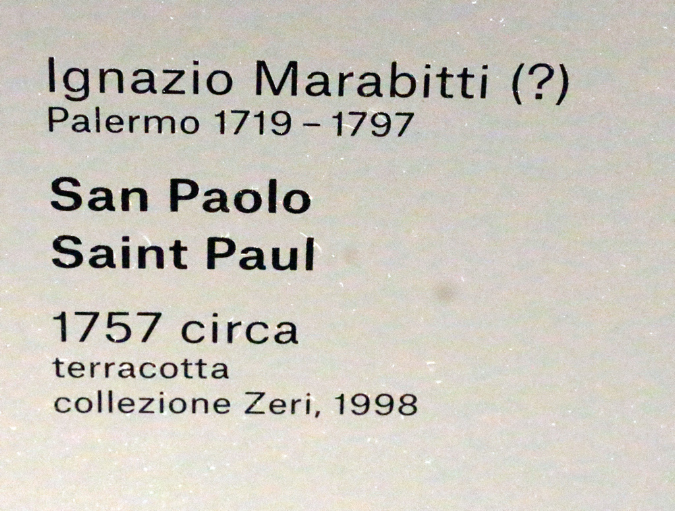 Ignazio Marabitti (?)
Palermo 1719 – 1797
San Paolo
Saint Paul
1757 circa
terracotta
collezione Zeri, 1998